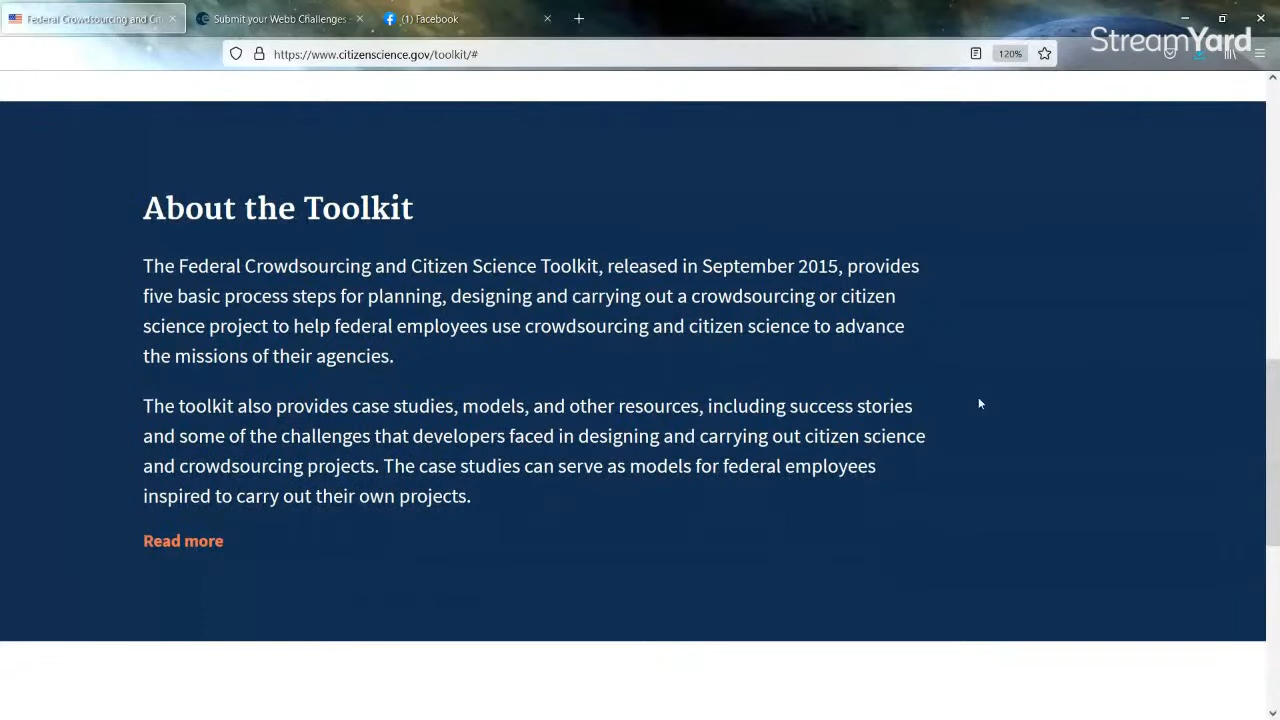 Federal Crowdsourcing and Cit
Submit your Webb Challenges -
(1) Facebook
StreamYard
https://www.citizenscience.gov/toolkit/#
120%
About the Toolkit
The Federal Crowdsourcing and Citizen Science Toolkit, released in September 2015, provides
five basic process steps for planning, designing and carrying out a crowdsourcing or citizen
science project to help federal employees use crowdsourcing and citizen science to advance
the missions of their agencies.
The toolkit also provides case studies, models, and other resources, including success stories
and some of the challenges that developers faced in designing and carrying out citizen science
and crowdsourcing projects. The case studies can serve as models for federal employees
inspired to carry out their own projects.
Read more